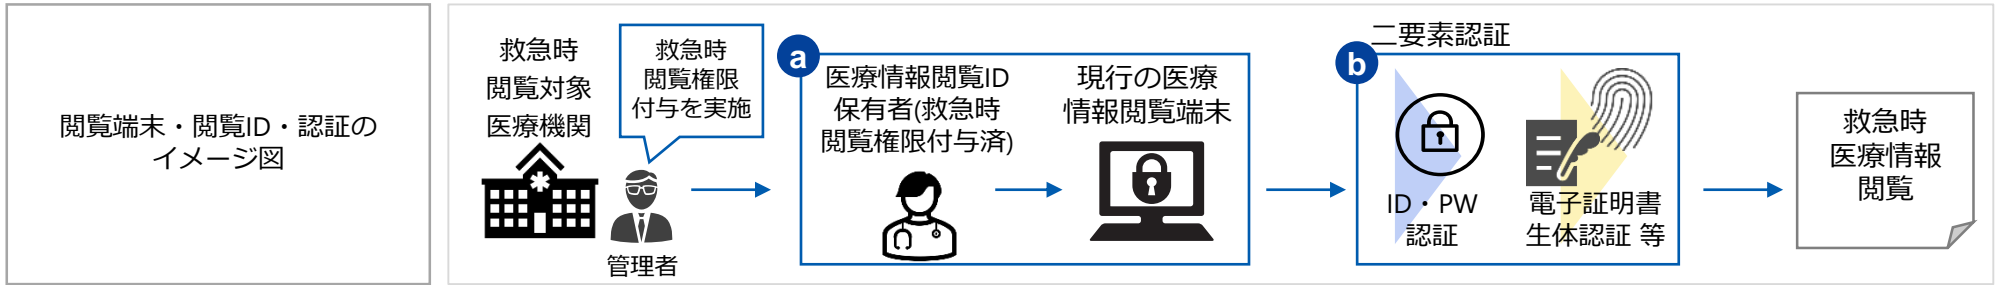 閲覧端末・閲覧ID・認証の
イメージ図
救急時
閲覧対象
医療機関
救急時
閲覧権限
付与を実施
管理者
a
医療情報閲覧ID
保有者(救急時
閲覧権限付与済)
現行の医療
情報閲覧端末
二要素認証
b
ID・PW
認証
電子証明書
生体認証 等
救急時
医療情報
閲覧